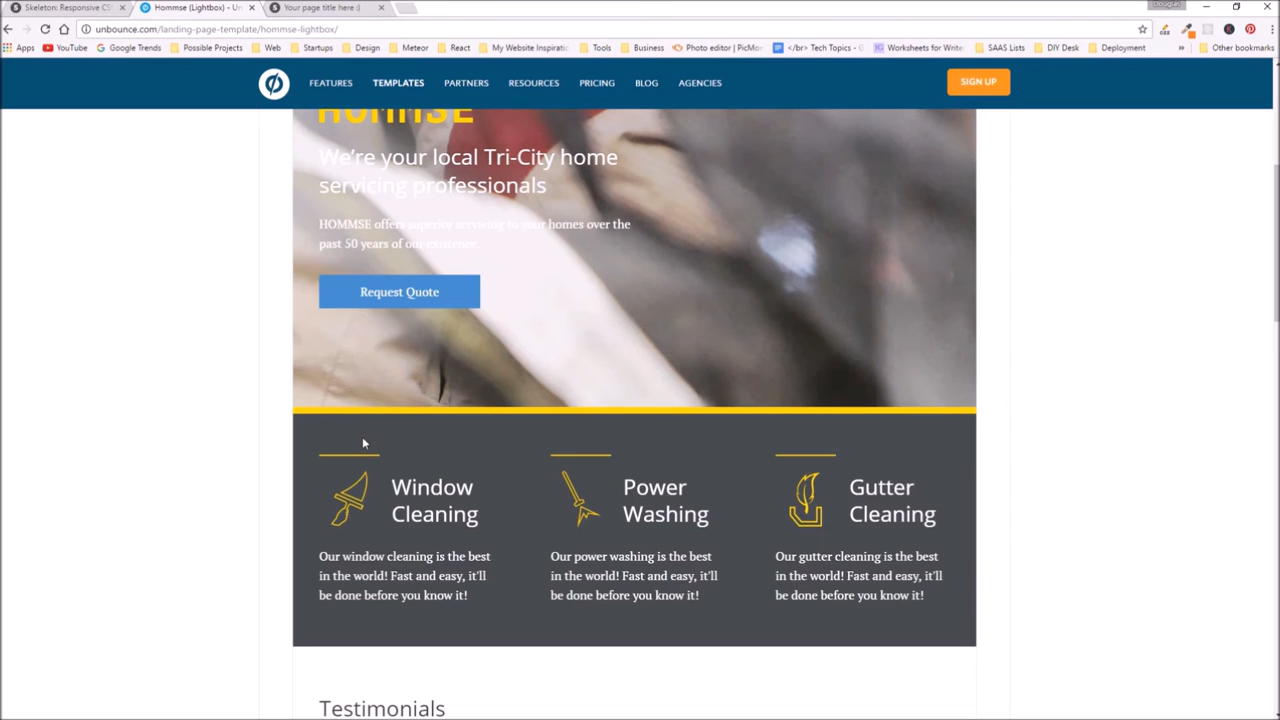 Douglas
Skeleton: Responsive CS
Hommse (Lightbox) - Un
Your page title here :)
unbounce.com/landing-page-template/hommse-lightbox/
Apps
YouTube
Google Trends
Possible Projects
Web
Startups
Design
Meteor
React
My Website Inspiratio
Tools
Business
Photo editor | PicMon
</br> Tech Topics - G
Worksheets for Write
SAAS Lists
DIY Desk
Deployment
»
Other bookmarks
FEATURES
TEMPLATES
PARTNERS
RESOURCES
PRICING
BLOG
AGENCIES
SIGN UP
HOMMSE
We're your local Tri-City home
servicing professionals
HOMMSE offers superior servicing to your homes over the
past 50 years of our existence.
Request Quote
Window
Cleaning
Our window cleaning is the best
in the world! Fast and easy, it'll
be done before you know it!
Power
Washing
Our power washing is the best
in the world! Fast and easy, it'll
be done before you know it!
Gutter
Cleaning
Our gutter cleaning is the best
in the world! Fast and easy, it'll
be done before you know it!
Testimonials